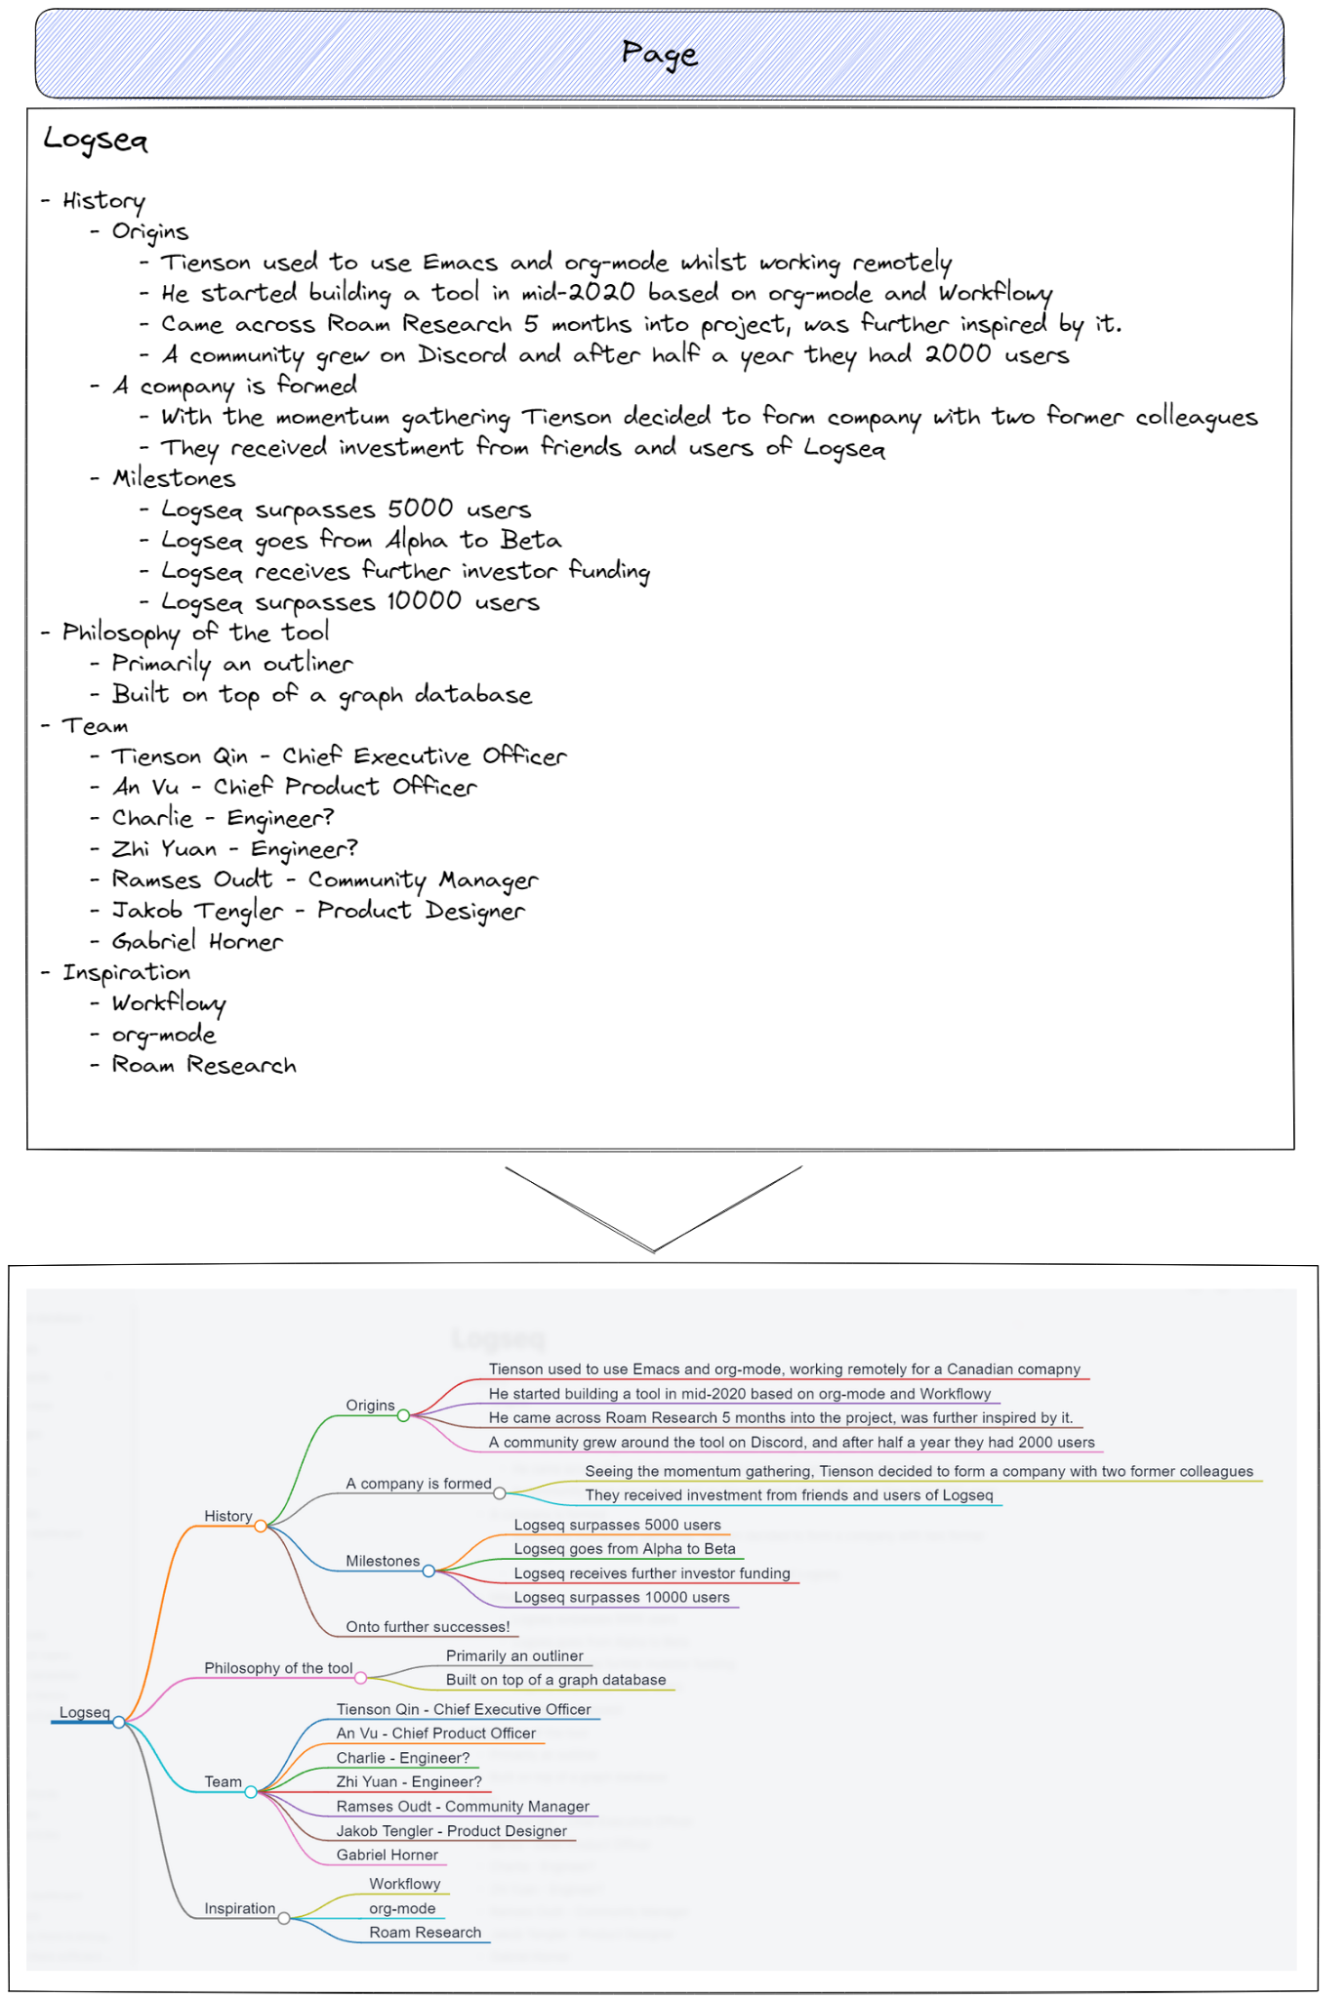 Page
Logseq
- History
- Origins
- Tienson used to use Emacs and org-mode whilst working remotely
- He started building a tool in mid-2020 based on org-mode and Workflowy
- Came across Roam Research 5 months into project, was further inspired by it.
- A community grew on Discord and after half a year they had 2000 users
- A company is formed
- With the momentum gathering Tienson decided to form company with two former colleagues
- They received investment from friends and users of Logseq
- Milestones
- Logseq surpasses 5000 users
- Logseq goes from Alpha to Beta
- Logseq receives further investor funding
- Logseq surpasses 10000 users
- Philosophy of the tool
- Primarily an outliner
- Built on top of a graph database
- Team
- Tienson Qin - Chief Executive Officer
- An Vu - Chief Product Officer
- Charlie - Engineer?
- Zhi Yuan - Engineer?
- Ramses Oudt - Community Manager
- Jakob Tengler - Product Designer
- Gabriel Horner
- Inspiration
- Workflowy
- org-mode
- Roam Research
Logseq
Logseq
History
Origins
Tienson used to use Emacs and org-mode, working remotely for a Canadian comapny
He started building a tool in mid-2020 based on org-mode and Workflowy
He came across Roam Research 5 months into the project, was further inspired by it.
A community grew around the tool on Discord, and after half a year they had 2000 users
A company is formed
Seeing the momentum gathering, Tienson decided to form a company with two former colleagues
They received investment from friends and users of Logseq
Milestones
Logseq surpasses 5000 users
Logseq goes from Alpha to Beta
Logseq receives further investor funding
Logseq surpasses 10000 users
Onto further successes!
Philosophy of the tool
Primarily an outliner
Built on top of a graph database
Team
Tienson Qin - Chief Executive Officer
An Vu - Chief Product Officer
Charlie - Engineer?
Zhi Yuan - Engineer?
Ramses Oudt - Community Manager
Jakob Tengler - Product Designer
Gabriel Horner
Inspiration
Workflowy
org-mode
Roam Research